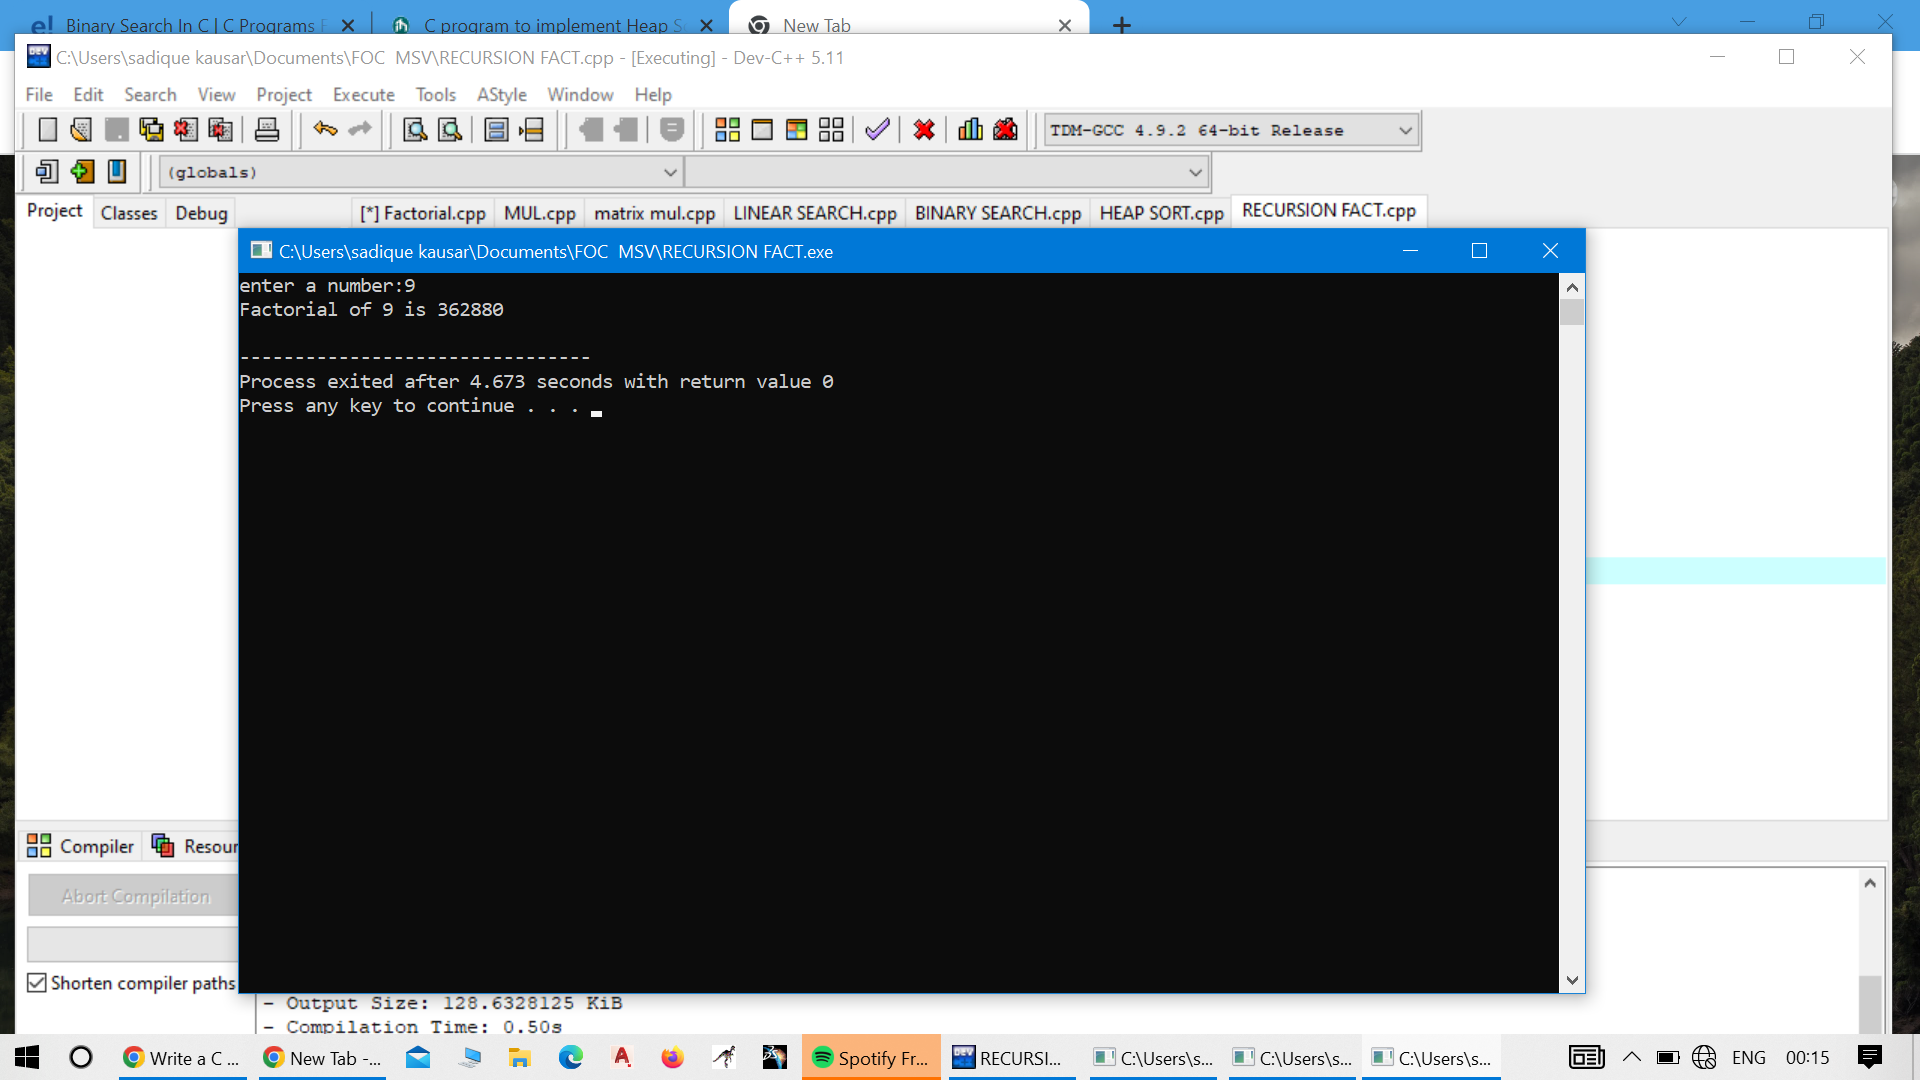 e! Binary Search In C | C Programs
C program to implement Heap S
New Tab
DEV C:\Users\sadique kausar\Documents\FOC  MSV\RECURSION FACT.cpp - [Executing] - Dev-C++ 5.11
File Edit Search View Project Execute Tools AStyle Window Help
TDM-GCC 4.9.2 64-bit Release
(globals)
Project Classes Debug [*] Factorial.cpp MUL.cpp matrix mul.cpp LINEAR SEARCH.cpp BINARY SEARCH.cpp HEAP SORT.cpp RECURSION FACT.cpp
C:\Users\sadique kausar\Documents\FOC  MSV\RECURSION FACT.exe
enter a number:9
Factorial of 9 is 362880
--------------------------------
Process exited after 4.673 seconds with return value 0
Press any key to continue . . .
Compiler Resour
Abort Compilation
Shorten compiler paths
- Output Size: 128.6328125 KiB
- Compilation Time: 0.50s
Write a C ... New Tab -... Spotify Fr... DEV RECURSI... C:\Users\s... C:\Users\s... C:\Users\s... ENG 00:15